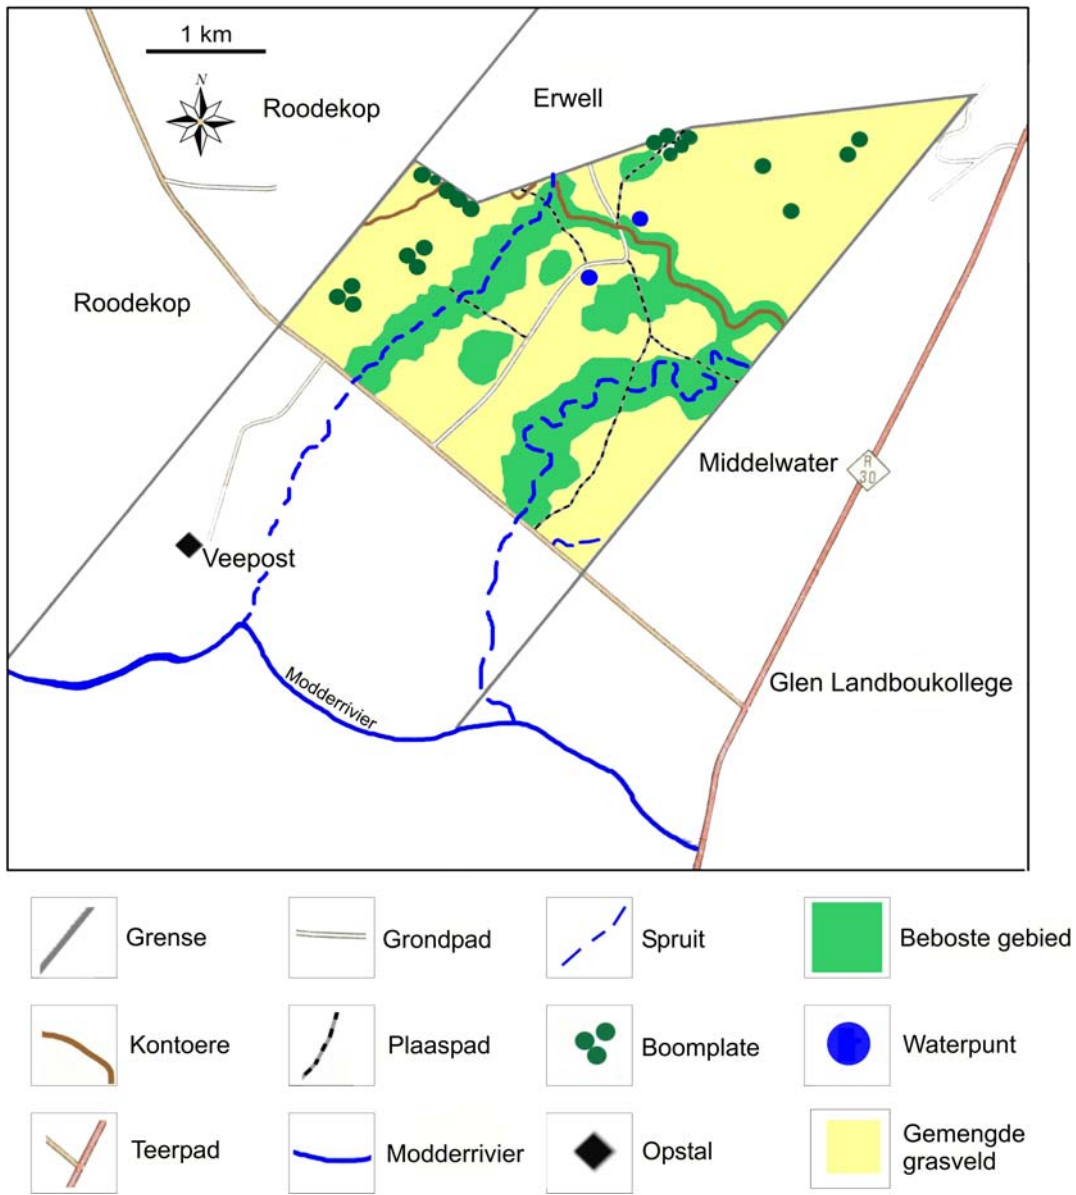 1 km
N
Roodekop
Erwell
Roodekop
Middelwater
R
30
Veepost
Modderrivier
Glen Landboukollege
Grense
Grondpad
Spruit
Beboste gebied
Kontoere
Plaaspad
Boomplate
Waterpunt
Teerpad
Modderrivier
Opstal
Gemengde
grasveld